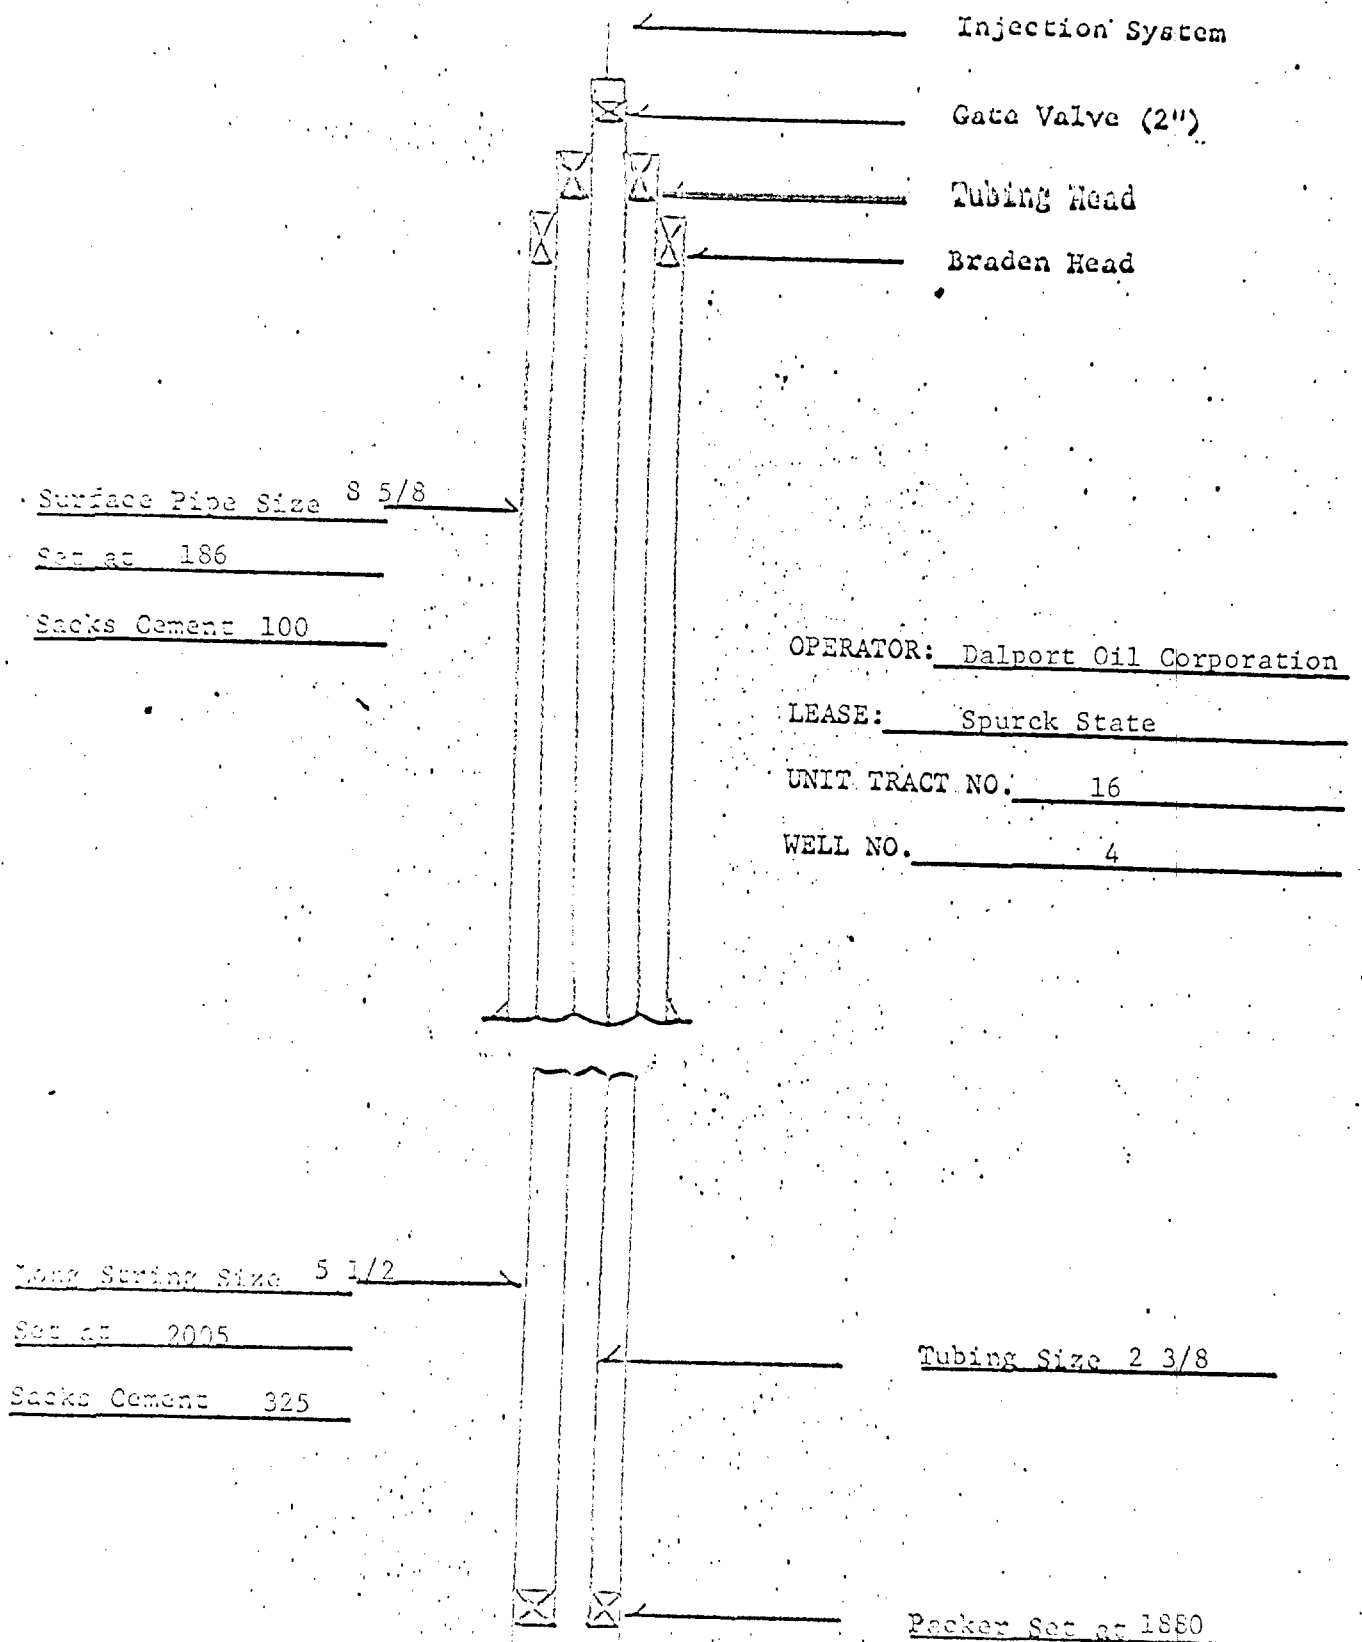 Injection System
Gate Valve (2")
Tubing Head
Braden Head
Surface Pipe Size 8 5/8
Set at 186
Sacks Cement 100
OPERATOR: Dalport Oil Corporation
LEASE: Spurck State
UNIT TRACT NO. 16
WELL NO. 4
Long String Size 5 1/2
Set at 2005
Sacks Cement 325
Tubing Size 2 3/8
Packer Set at 1880